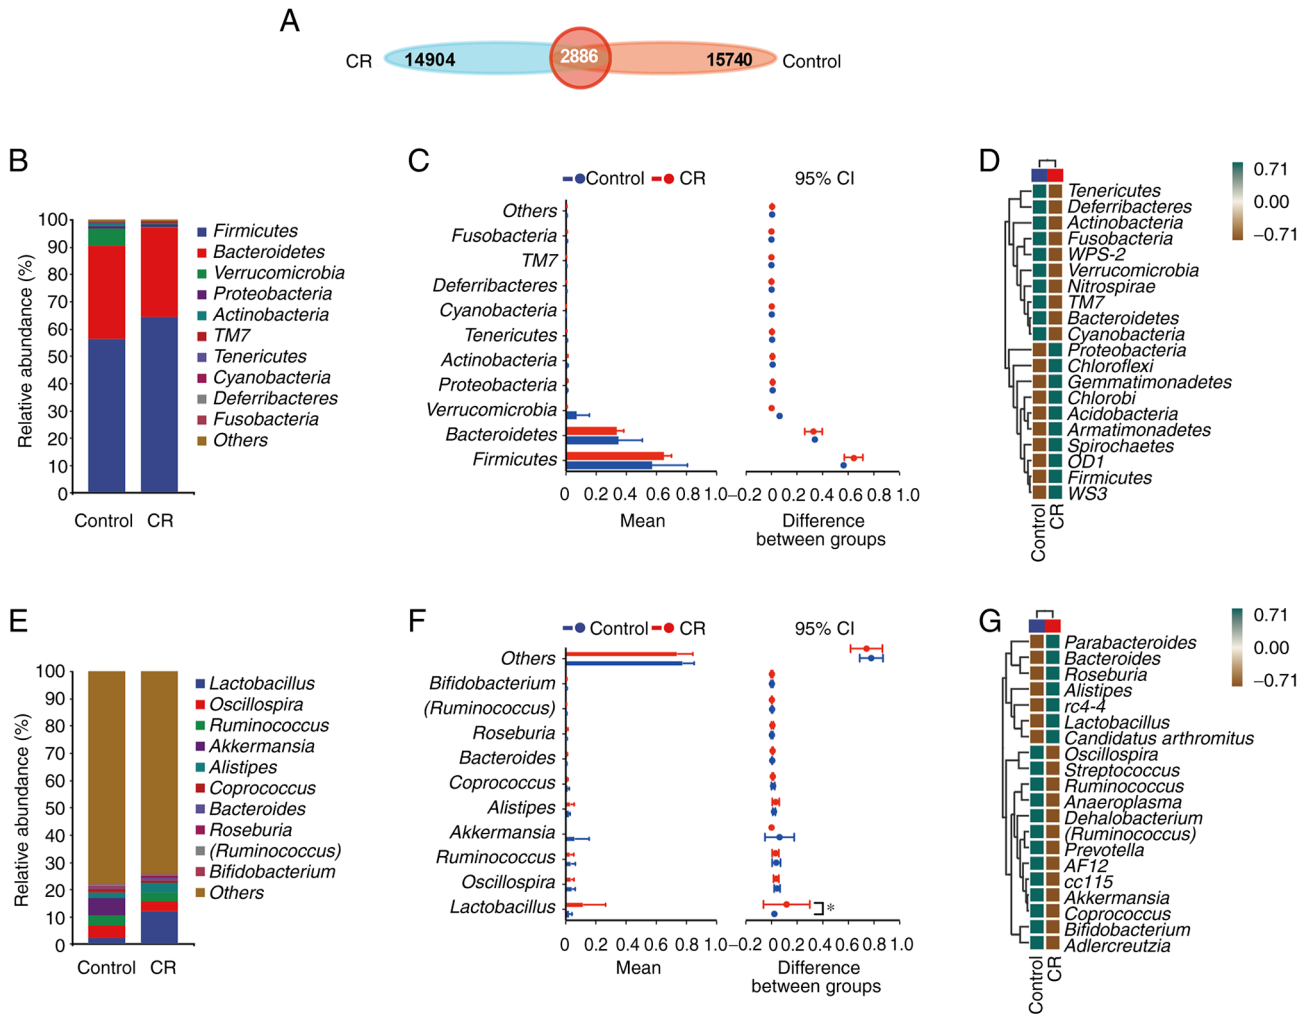 A
CR
14904
2886
15740
Control
B
Relative abundance (%)
100
90
80
70
60
50
40
30
20
10
0
Control
CR
Firmicutes
Bacteroidetes
Verrucomicrobia
Proteobacteria
Actinobacteria
TM7
Tenericutes
Cyanobacteria
Deferribacteres
Fusobacteria
Others
C
Control
CR
95% CI
Others
Fusobacteria
TM7
Deferribacteres
Cyanobacteria
Tenericutes
Actinobacteria
Proteobacteria
Verrucomicrobia
Bacteroidetes
Firmicutes
0 0.2 0.4 0.6 0.8 1.0
Mean
−0.2 0 0.2 0.4 0.6 0.8 1.0
Difference
between groups
D
0.71
0.00
−0.71
Tenericutes
Deferribacteres
Actinobacteria
Fusobacteria
WPS-2
Verrucomicrobia
Nitrospirae
TM7
Bacteroidetes
Cyanobacteria
Proteobacteria
Chloroflexi
Gemmatimonadetes
Chlorobi
Acidobacteria
Armatimonadetes
Spirochaetes
OD1
Firmicutes
WS3
Control
CR
E
Relative abundance (%)
100
90
80
70
60
50
40
30
20
10
0
Control
CR
Lactobacillus
Oscillospira
Ruminococcus
Akkermansia
Alistipes
Coprococcus
Bacteroides
Roseburia
(Ruminococcus)
Bifidobacterium
Others
F
Control
CR
95% CI
Others
Bifidobacterium
(Ruminococcus)
Roseburia
Bacteroides
Coprococcus
Alistipes
Akkermansia
Ruminococcus
Oscillospira
Lactobacillus
*
0 0.2 0.4 0.6 0.8 1.0
Mean
−0.2 0 0.2 0.4 0.6 0.8 1.0
Difference
between groups
G
0.71
0.00
−0.71
Parabacteroides
Bacteroides
Roseburia
Alistipes
rc4-4
Lactobacillus
Candidatus arthromitus
Oscillospira
Streptococcus
Ruminococcus
Anaeroplasma
Dehalobacterium
(Ruminococcus)
Prevotella
AF12
cc115
Akkermansia
Coprococcus
Bifidobacterium
Adlercreutzia
Control
CR